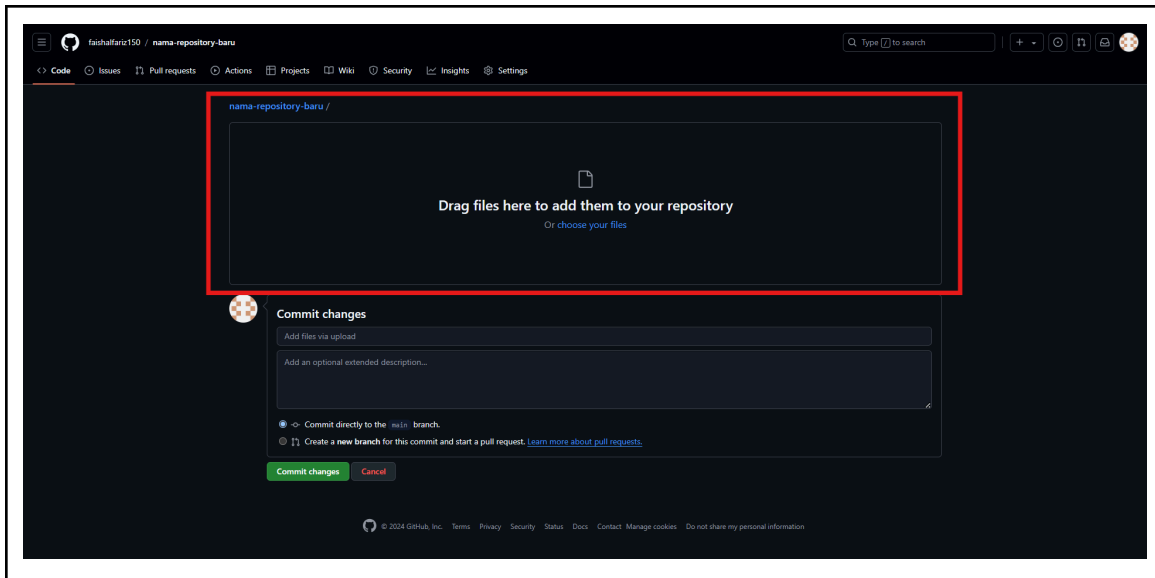 faishalfariz150 / nama-repository-baru
Type / to search
Code Issues Pull requests Actions Projects Wiki Security Insights Settings
nama-repository-baru /
Drag files here to add them to your repository
Or choose your files
Commit changes
Add files via upload
Add an optional extended description...
Commit directly to the main branch.
Create a new branch for this commit and start a pull request. Learn more about pull requests.
Commit changes Cancel
© 2024 GitHub, Inc. Terms Privacy Security Status Docs Contact Manage cookies Do not share my personal information